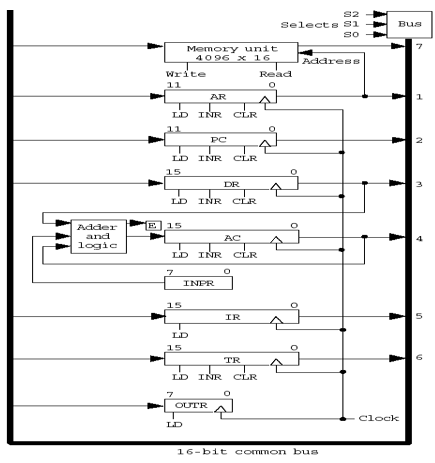 S2
Selects S1 Bus
S0
Memory unit 7
4096 x 16
Address
Write Read
11 0
AR 1
LD INR CLR
11 0
PC 2
LD INR CLR
15 0
DR 3
LD INR CLR
Adder and logic
E
15 0
AC 4
LD INR CLR
7 0
INPR
15 0
IR 5
LD
15 0
TR 6
LD INR CLR
7 0
OUTR
Clock
LD
16-bit common bus